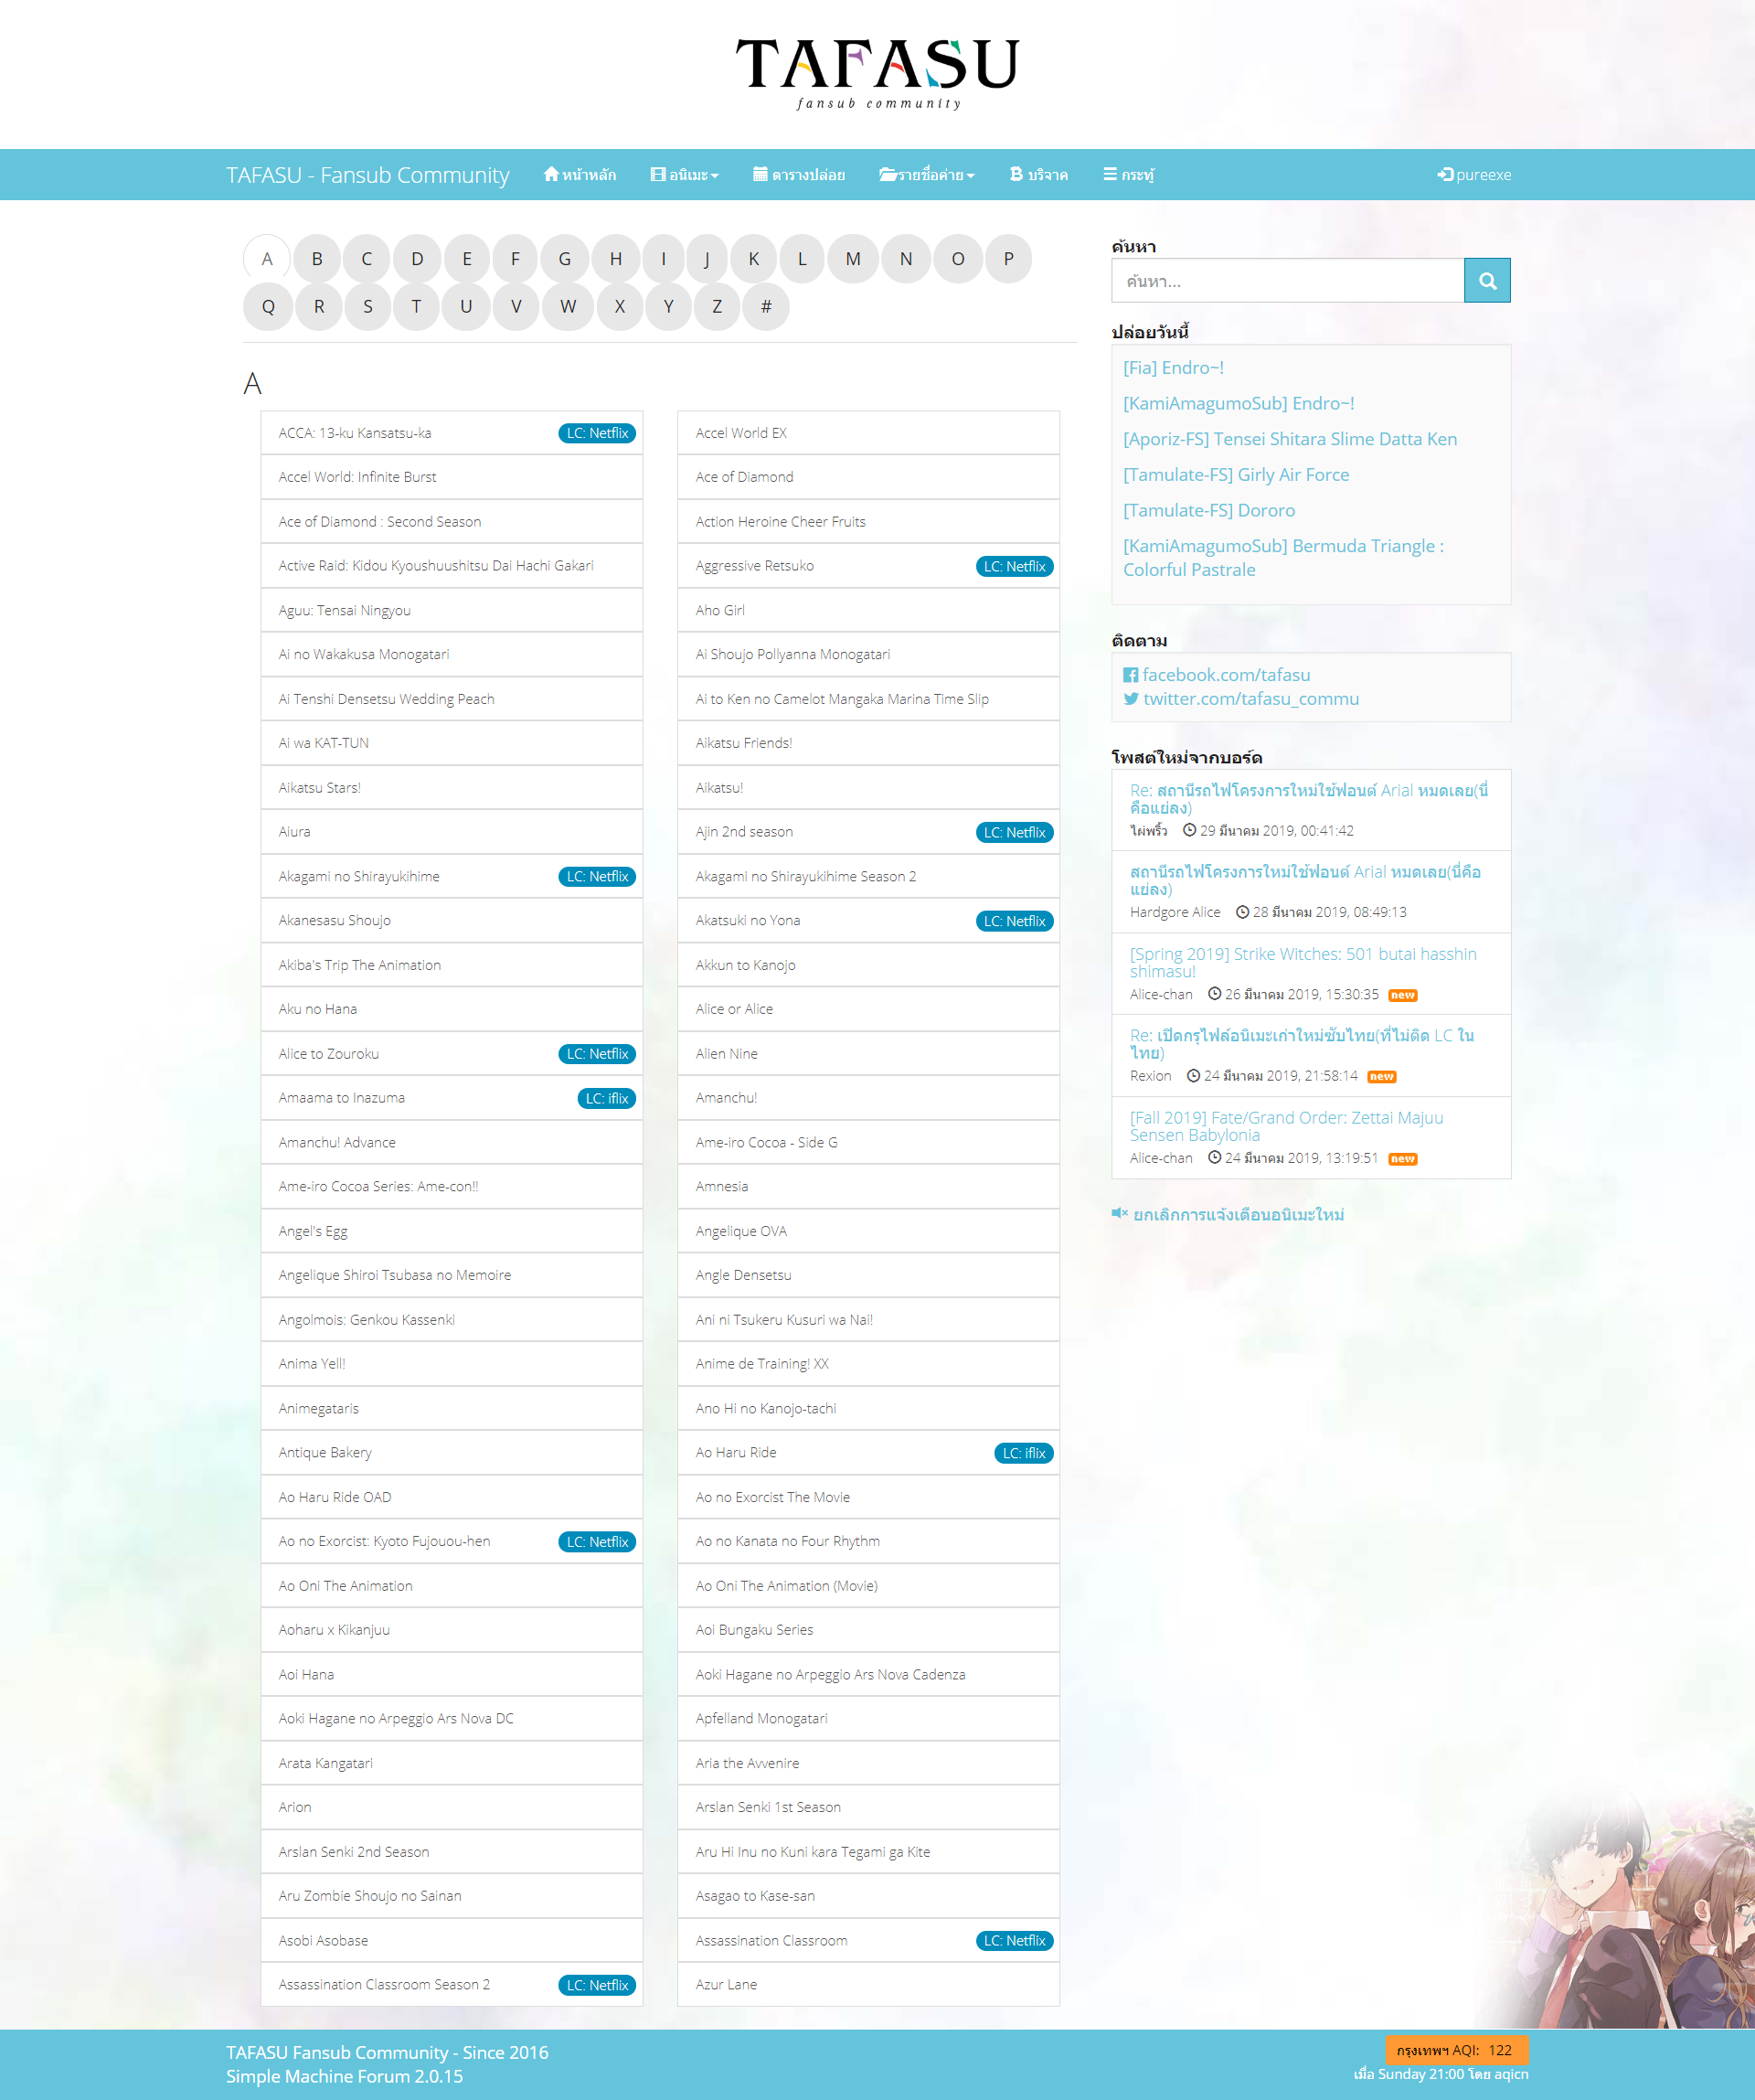 TAFASU
fansub community
TAFASU - Fansub Community
หน้าหลัก
อนิเมะ
ตารางปล่อย
รายชื่อค่าย
บริจาค
กระทู้
pureexe
A B C D E F G H I J K L M N O P
Q R S T U V W X Y Z #
A
ACCA: 13-ku Kansatsu-ka LC: Netflix
Accel World EX
Accel World: Infinite Burst
Ace of Diamond
Ace of Diamond : Second Season
Action Heroine Cheer Fruits
Active Raid: Kidou Kyoushuushitsu Dai Hachi Gakari
Aggressive Retsuko LC: Netflix
Aguu: Tensai Ningyou
Aho Girl
Ai no Wakakusa Monogatari
Ai Shoujo Pollyanna Monogatari
Ai Tenshi Densetsu Wedding Peach
Ai to Ken no Camelot Mangaka Marina Time Slip
Ai wa KAT-TUN
Aikatsu Friends!
Aikatsu Stars!
Aikatsu!
Aiura
Ajin 2nd season LC: Netflix
Akagami no Shirayukihime LC: Netflix
Akagami no Shirayukihime Season 2
Akanesasu Shoujo
Akatsuki no Yona LC: Netflix
Akiba's Trip The Animation
Akkun to Kanojo
Aku no Hana
Alice or Alice
Alice to Zouroku LC: Netflix
Alien Nine
Amaama to Inazuma LC: iflix
Amanchu!
Amanchu! Advance
Ame-iro Cocoa - Side G
Ame-iro Cocoa Series: Ame-con!!
Amnesia
Angel's Egg
Angelique OVA
Angelique Shiroi Tsubasa no Memoire
Angle Densetsu
Angolmois: Genkou Kassenki
Ani ni Tsukeru Kusuri wa Nai!
Anima Yell!
Anime de Training! XX
Animegataris
Ano Hi no Kanojo-tachi
Antique Bakery
Ao Haru Ride LC: iflix
Ao Haru Ride OAD
Ao no Exorcist The Movie
Ao no Exorcist: Kyoto Fujouou-hen LC: Netflix
Ao no Kanata no Four Rhythm
Ao Oni The Animation
Ao Oni The Animation (Movie)
Aoharu x Kikanjuu
Aoi Bungaku Series
Aoi Hana
Aoki Hagane no Arpeggio Ars Nova Cadenza
Aoki Hagane no Arpeggio Ars Nova DC
Apfelland Monogatari
Arata Kangatari
Aria the Avvenire
Arion
Arslan Senki 1st Season
Arslan Senki 2nd Season
Aru Hi Inu no Kuni kara Tegami ga Kite
Aru Zombie Shoujo no Sainan
Asagao to Kase-san
Asobi Asobase
Assassination Classroom LC: Netflix
Assassination Classroom Season 2 LC: Netflix
Azur Lane
ค้นหา
ค้นหา...
ปล่อยวันนี้
[Fia] Endro~!
[KamiAmagumoSub] Endro~!
[Aporiz-FS] Tensei Shitara Slime Datta Ken
[Tamulate-FS] Girly Air Force
[Tamulate-FS] Dororo
[KamiAmagumoSub] Bermuda Triangle :
Colorful Pastrale
ติดตาม
facebook.com/tafasu
twitter.com/tafasu_commu
โพสต์ใหม่จากบอร์ด
Re: สถานีรถไฟโครงการใหม่ใช้ฟอนต์ Arial หมดเลย(นี่
คือแย่ลง)
ไผ่พริ้ว 29 มีนาคม 2019, 00:41:42
สถานีรถไฟโครงการใหม่ใช้ฟอนต์ Arial หมดเลย(นี่คือ
แย่ลง)
Hardgore Alice 28 มีนาคม 2019, 08:49:13
[Spring 2019] Strike Witches: 501 butai hasshin
shimasu!
Alice-chan 26 มีนาคม 2019, 15:30:35 new
Re: เปิดกรุไฟล์อนิเมะเก่าใหม่ซับไทย(ที่ไม่ติด LC ใน
ไทย)
Rexion 24 มีนาคม 2019, 21:58:14 new
[Fall 2019] Fate/Grand Order: Zettai Majuu
Sensen Babylonia
Alice-chan 24 มีนาคม 2019, 13:19:51 new
ยกเลิกการแจ้งเตือนอนิเมะใหม่
TAFASU Fansub Community - Since 2016
Simple Machine Forum 2.0.15
กรุงเทพฯ AQI: 122
เมื่อ Sunday 21:00 โดย aqicn